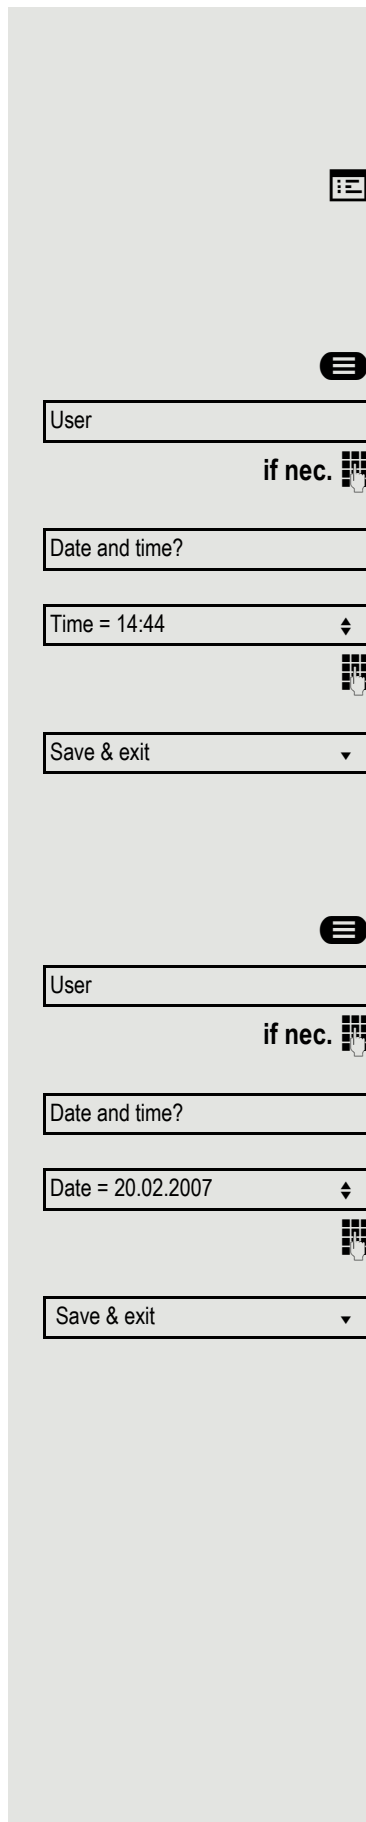 User
if nec.
Date and time?
Time = 14:44
Save & exit
User
if nec.
Date and time?
Date = 20.02.2007
Save & exit